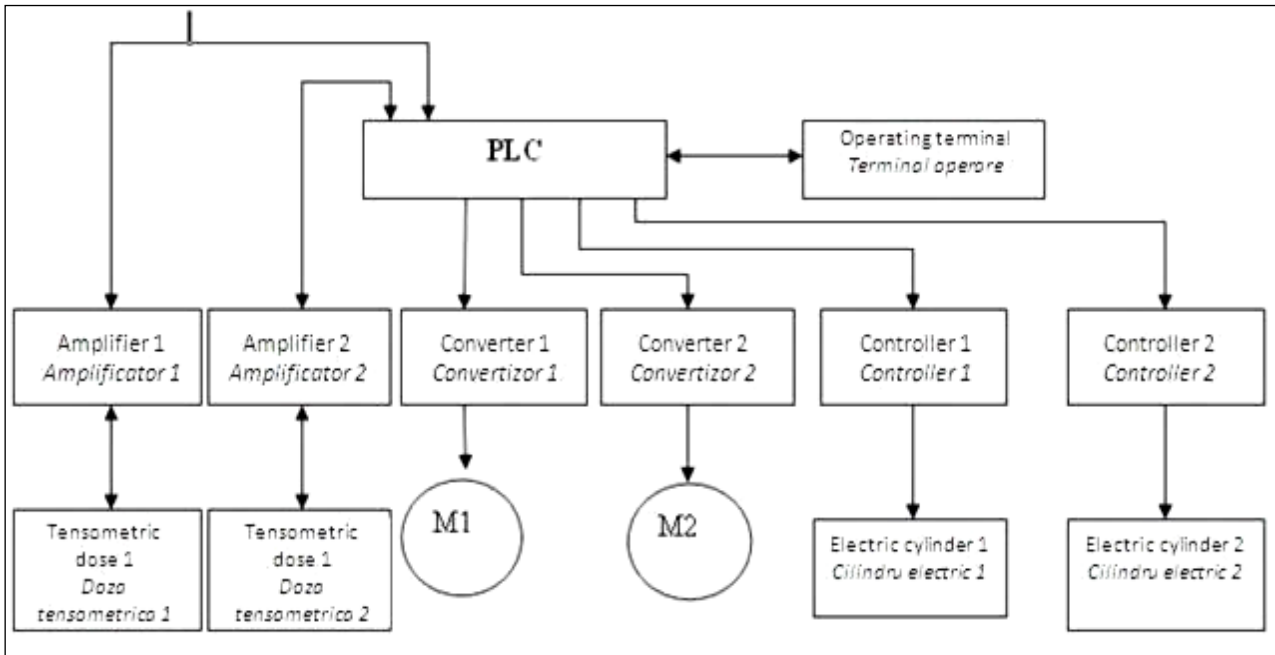 PLC
Operating terminal
Terminal operare
Amplifier 1
Amplificator 1
Amplifier 2
Amplificator 2
Converter 1
Convertizor 1
Converter 2
Convertizor 2
Controller 1
Controller 1
Controller 2
Controller 2
Tensometric
dose 1
Doza
tensometrica 1
Tensometric
dose 1
Doza
tensometrica 2
M1
M2
Electric cylinder 1
Cilindru electric 1
Electric cylinder 2
Cilindru electric 2